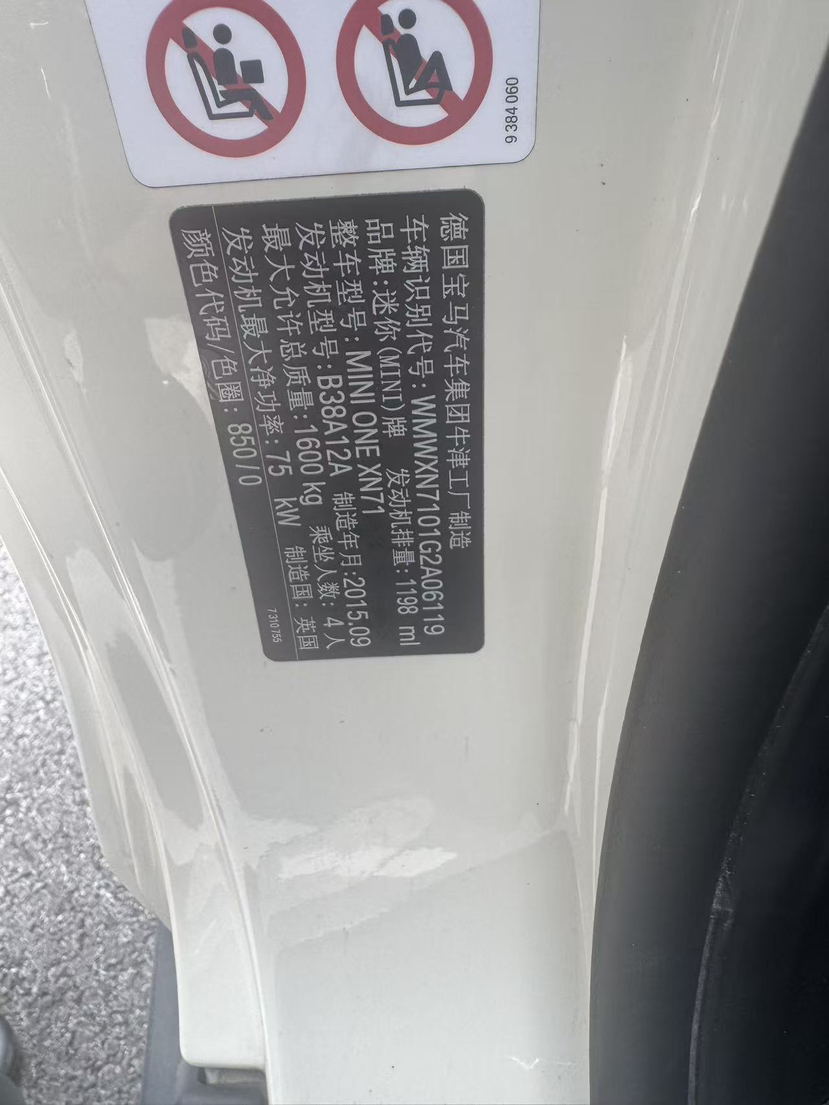 9 384 060
德国宝马汽车集团牛津工厂制造
车辆识别代号: WMWXN7101G2A06119
品牌:迷你(MINI)牌 发动机排量: 1198 ml
整车型号: MINI ONE XN71 制造年月:2015.09
发动机型号: B38A12A 乘坐人数: 4 人
最大允许总质量: 1600 kg 制造国: 英国
发动机最大净功率: 75 kW
颜色代码/色圈: 850 / 0
7310755